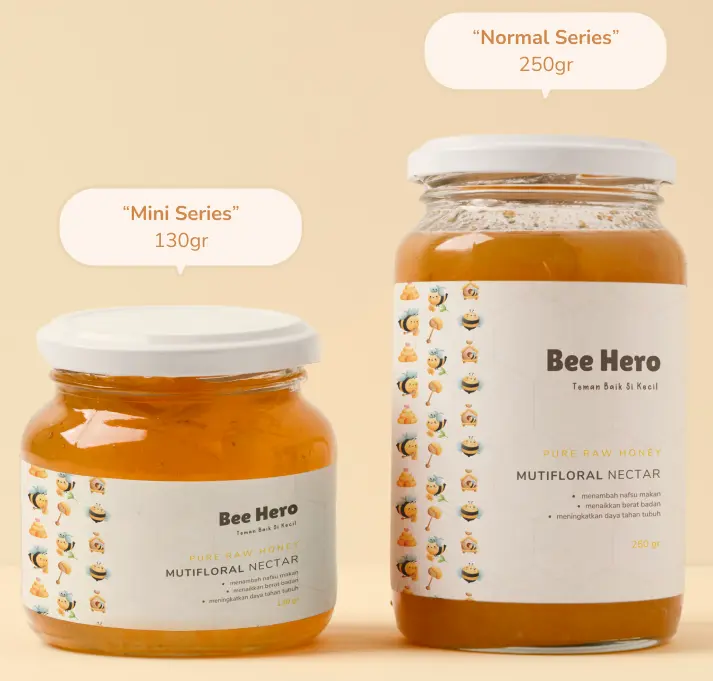 “Normal Series”
250gr
“Mini Series”
130gr
Bee Hero
Teman Baik Si Kecil
PURE RAW HONEY
MUTIFLORAL NECTAR
menambah nafsu makan
menaikkan berat badan
meningkatkan daya tahan tubuh
260 gr
Bee Hero
Teman Baik Si Kecil
PURE RAW HONEY
MUTIFLORAL NECTAR
menambah nafsu makan
menaikkan berat badan
meningkatkan daya tahan tubuh